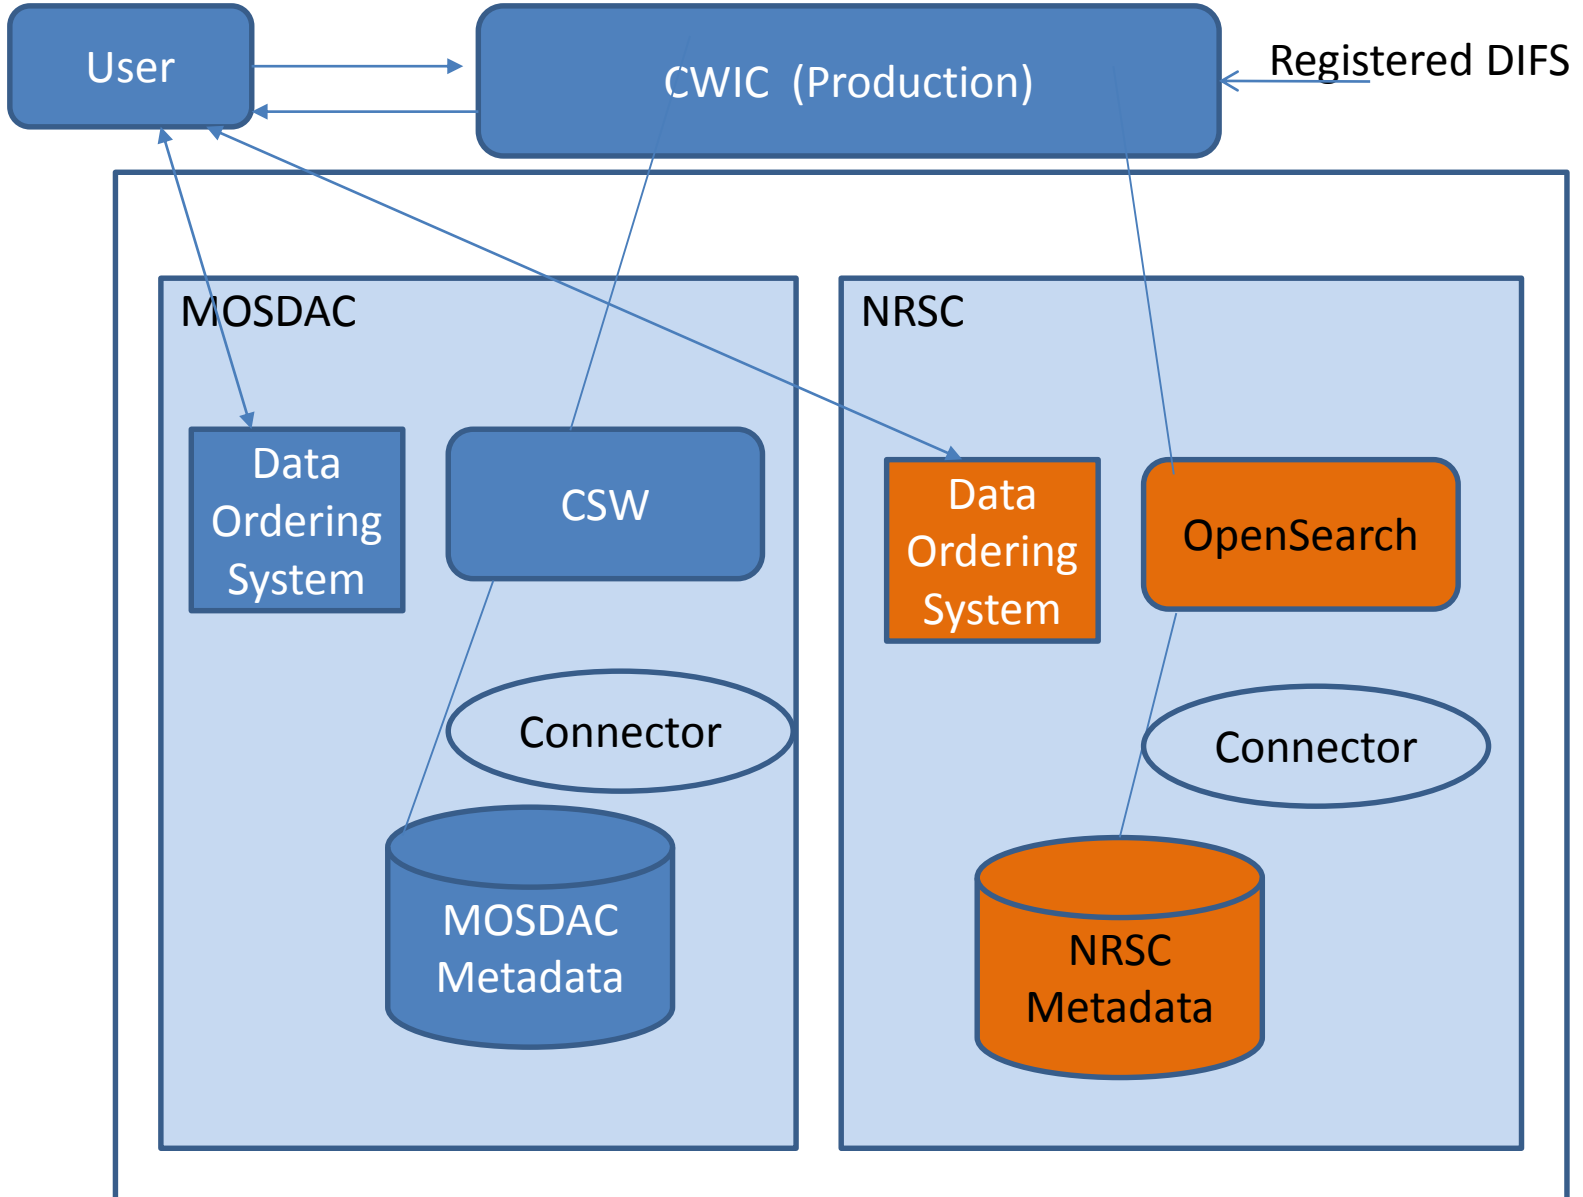 User
CWIC (Production)
Registered DIFS
MOSDAC
Data
Ordering
System
CSW
Connector
MOSDAC
Metadata
NRSC
Data
Ordering
System
OpenSearch
Connector
NRSC
Metadata